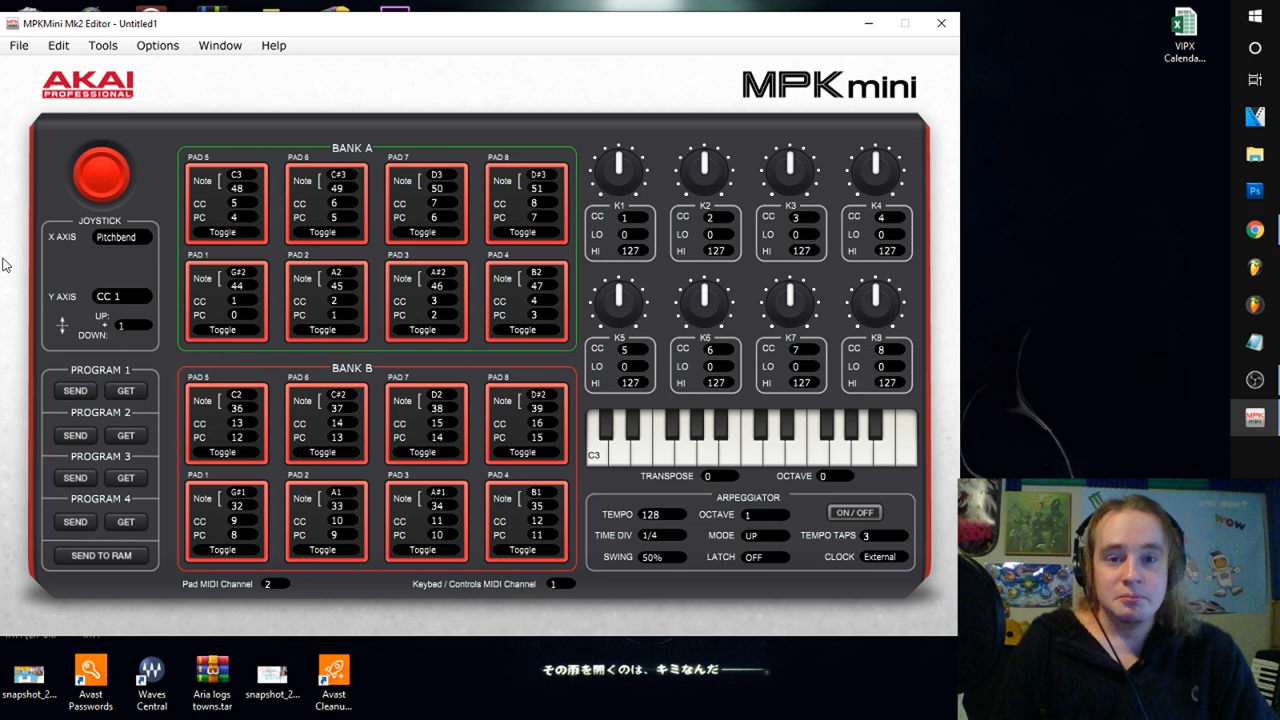 MPKMini Mk2 Editor - Untitled1
File Edit Tools Options Window Help
AKAI
PROFESSIONAL
MPK mini
JOYSTICK
X AXIS Pitchbend
Y AXIS CC 1
UP:
+ 1
DOWN:
PROGRAM 1
SEND GET
PROGRAM 2
SEND GET
PROGRAM 3
SEND GET
PROGRAM 4
SEND GET
SEND TO RAM
BANK A
PAD 5 PAD 6 PAD 7 PAD 8
C3 C#3 D3 D#3
Note 48 Note 49 Note 50 Note 51
CC 5 CC 6 CC 7 CC 8
PC 4 PC 5 PC 6 PC 7
Toggle Toggle Toggle Toggle
PAD 1 PAD 2 PAD 3 PAD 4
G#2 A2 A#2 B2
Note 44 Note 45 Note 46 Note 47
CC 1 CC 2 CC 3 CC 4
PC 0 PC 1 PC 2 PC 3
Toggle Toggle Toggle Toggle
BANK B
PAD 5 PAD 6 PAD 7 PAD 8
C2 C#2 D2 D#2
Note 36 Note 37 Note 38 Note 39
CC 13 CC 14 CC 15 CC 16
PC 12 PC 13 PC 14 PC 15
Toggle Toggle Toggle Toggle
PAD 1 PAD 2 PAD 3 PAD 4
G#1 A1 A#1 B1
Note 32 Note 33 Note 34 Note 35
CC 9 CC 10 CC 11 CC 12
PC 8 PC 9 PC 10 PC 11
Toggle Toggle Toggle Toggle
Pad MIDI Channel 2 Keybed / Controls MIDI Channel 1
K1 K2 K3 K4
CC 1 CC 2 CC 3 CC 4
LO 0 LO 0 LO 0 LO 0
HI 127 HI 127 HI 127 HI 127
K5 K6 K7 K8
CC 5 CC 6 CC 7 CC 8
LO 0 LO 0 LO 0 LO 0
HI 127 HI 127 HI 127 HI 127
C3
TRANSPOSE 0 OCTAVE 0
ARPEGGIATOR
TEMPO 128 OCTAVE 1 ON / OFF
TIME DIV 1/4 MODE UP TEMPO TAPS 3
SWING 50% LATCH OFF CLOCK External
VIPX
Calenda...
Ps
MPK
mini
WOW
snapshot_2...
Avast
Passwords
Waves
Central
Aria logs
towns.tar
snapshot_2...
Avast
Cleanu...
その扉を開くのは、キミなんだ――。